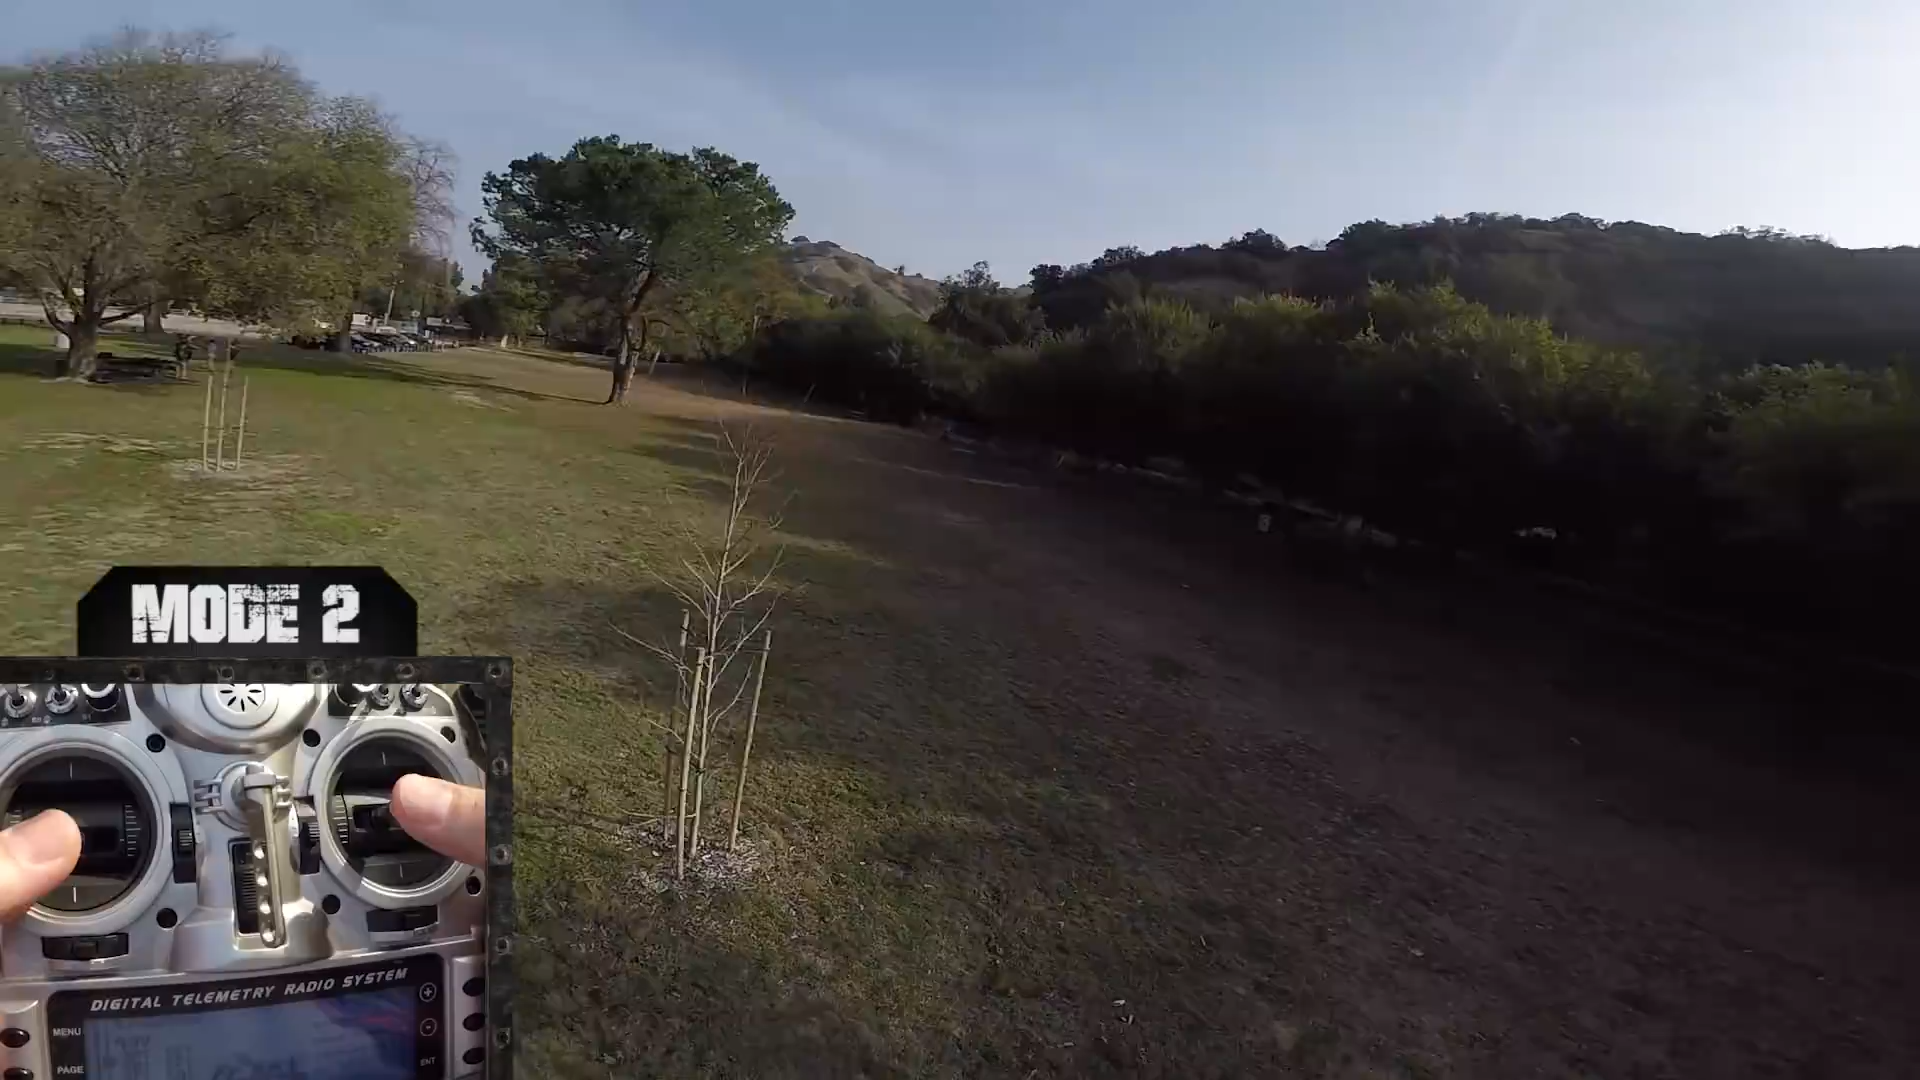 MODE 2
DIGITAL TELEMETRY RADIO SYSTEM
MENU
PAGE
ENT